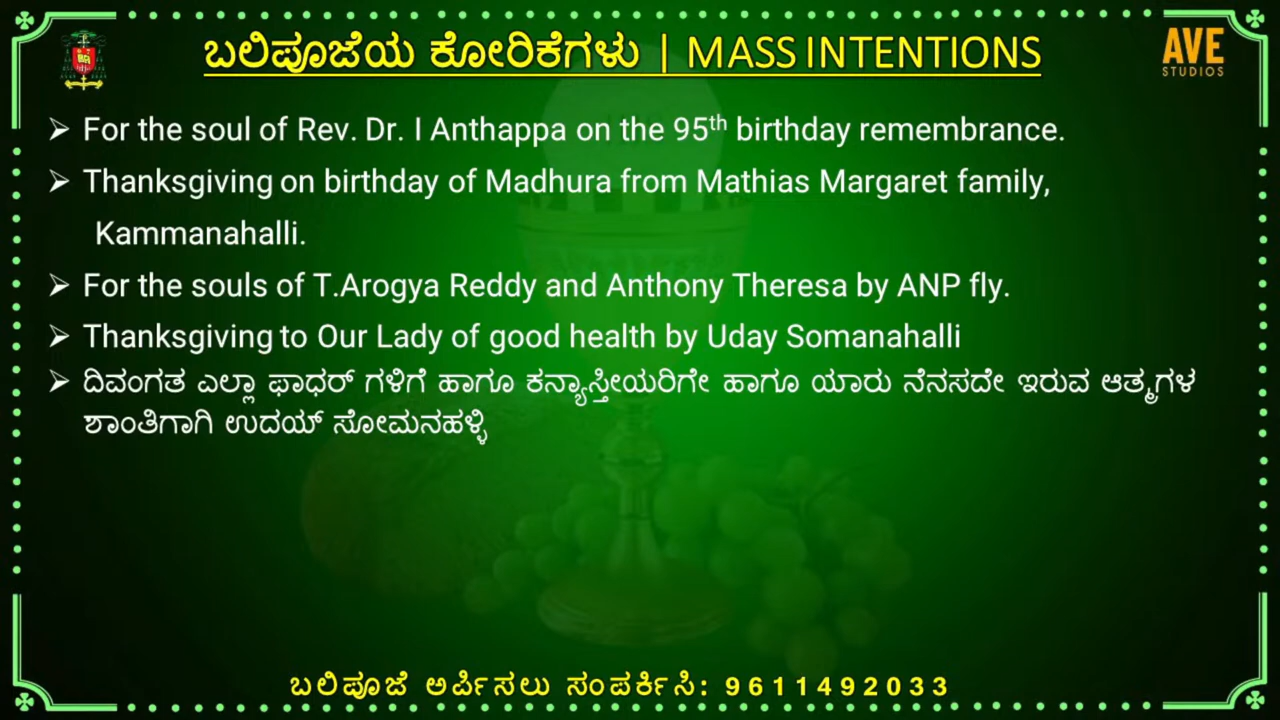 ಬಲಿಪೂಜೆಯ ಕೋರಿಕೆಗಳು | MASS INTENTIONS
AVE
STUDIOS
➢ For the soul of Rev. Dr. I Anthappa on the 95th birthday remembrance.
➢ Thanksgiving on birthday of Madhura from Mathias Margaret family,
Kammanahalli.
➢ For the souls of T.Arogya Reddy and Anthony Theresa by ANP fly.
➢ Thanksgiving to Our Lady of good health by Uday Somanahalli
➢ ದಿವಂಗತ ಎಲ್ಲಾ ಫಾಧರ್ ಗಳಿಗೆ ಹಾಗೂ ಕನ್ಯಾಸ್ತೀಯರಿಗೇ ಹಾಗೂ ಯಾರು ನೆನಸದೇ ಇರುವ ಆತ್ಮಗಳ
ಶಾಂತಿಗಾಗಿ ಉದಯ್ ಸೋಮನಹಳ್ಳಿ
ಬಲಿಪೂಜೆ ಅರ್ಪಿಸಲು ಸಂಪರ್ಕಿಸಿ: 9611492033